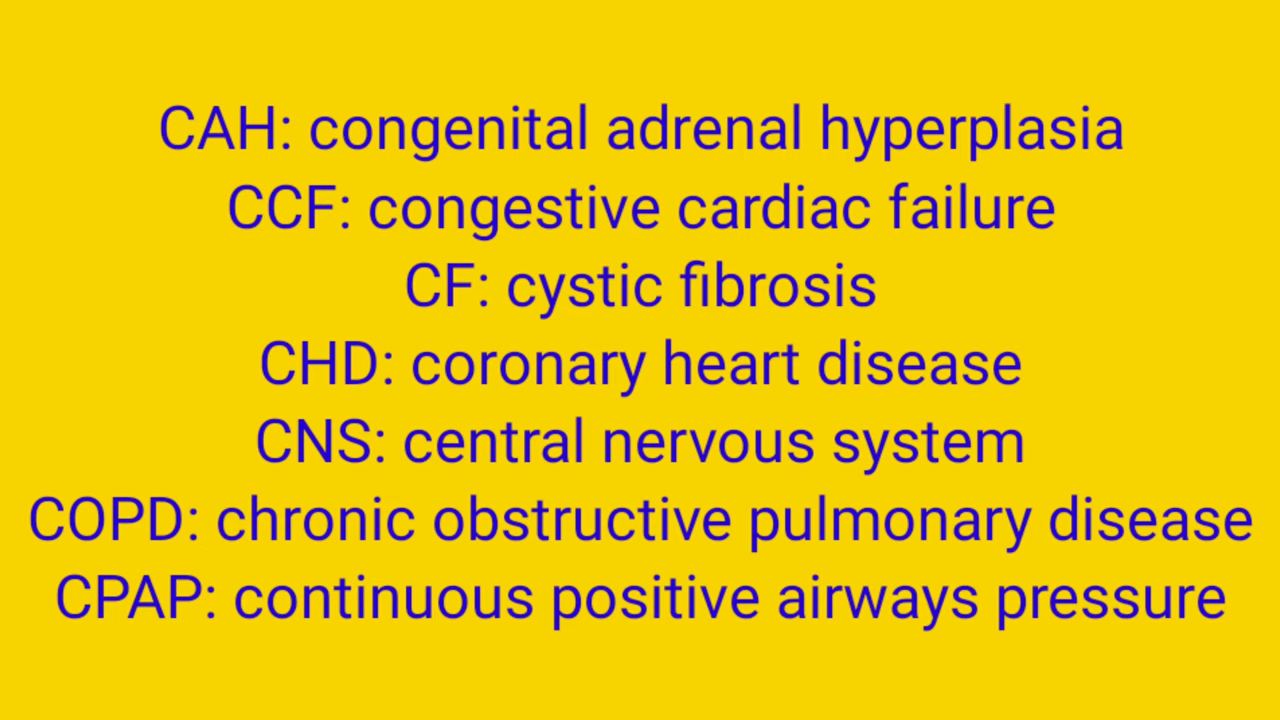 CAH: congenital adrenal hyperplasia
CCF: congestive cardiac failure
CF: cystic fibrosis
CHD: coronary heart disease
CNS: central nervous system
COPD: chronic obstructive pulmonary disease
CPAP: continuous positive airways pressure